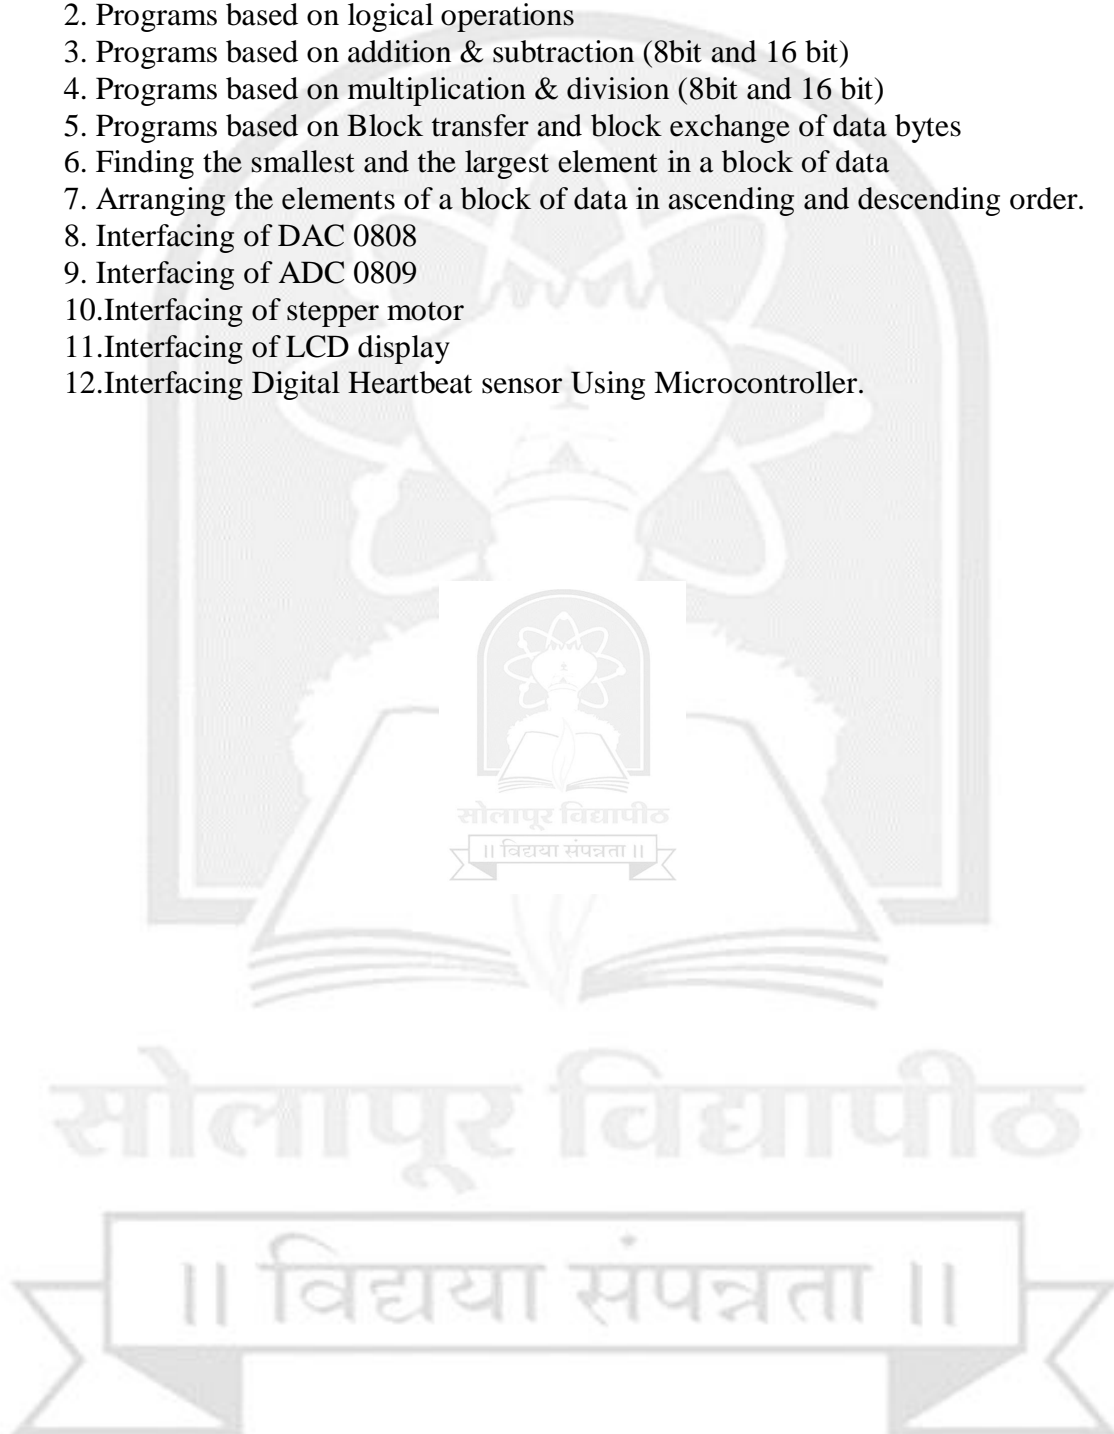 2. Programs based on logical operations
3. Programs based on addition & subtraction (8bit and 16 bit)
4. Programs based on multiplication & division (8bit and 16 bit)
5. Programs based on Block transfer and block exchange of data bytes
6. Finding the smallest and the largest element in a block of data
7. Arranging the elements of a block of data in ascending and descending order.
8. Interfacing of DAC 0808
9. Interfacing of ADC 0809
10.Interfacing of stepper motor
11.Interfacing of LCD display
12.Interfacing Digital Heartbeat sensor Using Microcontroller.
सोलापूर विद्यापीठ
॥ विद्यया संपन्नता ॥
सोलापूर विद्यापीठ
॥ विद्यया संपन्नता ॥